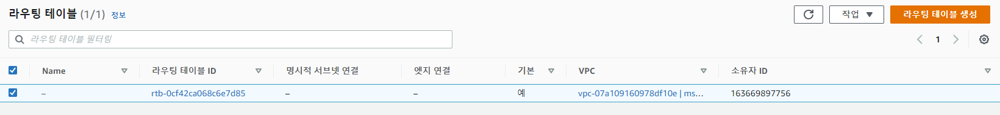 라우팅 테이블 (1/1) 정보 작업 라우팅 테이블 생성
라우팅 테이블 필터링 1
Name 라우팅 테이블 ID 명시적 서브넷 연결 엣지 연결 기본 VPC 소유자 ID
– rtb-0cf42ca068c6e7d85 – – 예 vpc-07a109160978df10e | ms... 163669897756